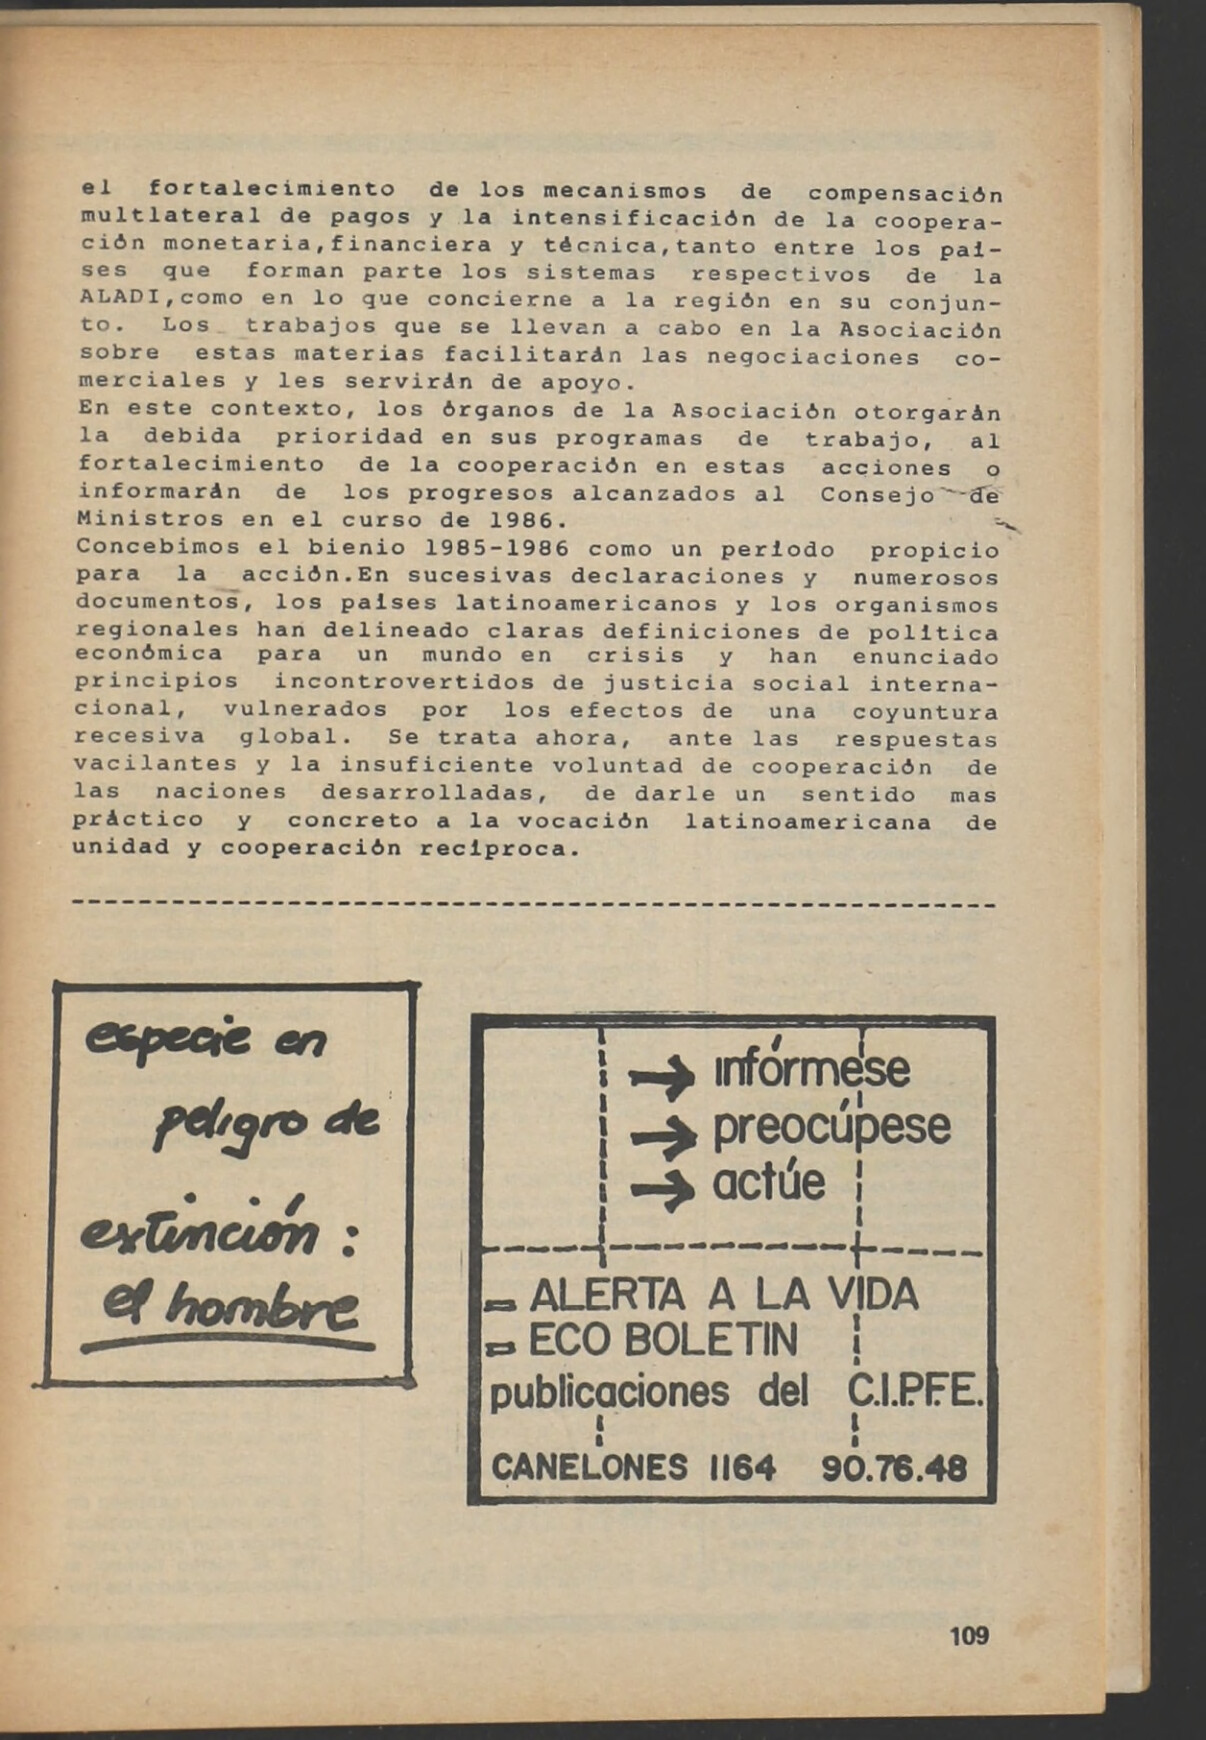 el fortalecimiento de los mecanismos de compensación
multlateral de pagos y la intensificación de la coopera-
ción monetaria,financiera y técnica,tanto entre los paí-
ses que forman parte los sistemas respectivos de la
ALADI,como en lo que concierne a la región en su conjun-
to. Los trabajos que se llevan a cabo en la Asociación
sobre estas materias facilitarán las negociaciones co-
merciales y les servirán de apoyo.
En este contexto, los órganos de la Asociación otorgarán
la debida prioridad en sus programas de trabajo, al
fortalecimiento de la cooperación en estas acciones o
informarán de los progresos alcanzados al Consejo de
Ministros en el curso de 1986.
Concebimos el bienio 1985-1986 como un período propicio
para la acción.En sucesivas declaraciones y numerosos
documentos, los países latinoamericanos y los organismos
regionales han delineado claras definiciones de política
económica para un mundo en crisis y han enunciado
principios incontrovertidos de justicia social interna-
cional, vulnerados por los efectos de una coyuntura
recesiva global. Se trata ahora, ante las respuestas
vacilantes y la insuficiente voluntad de cooperación de
las naciones desarrolladas, de darle un sentido mas
práctico y concreto a la vocación latinoamericana de
unidad y cooperación recíproca.
especie en
peligro de
extinción :
el hombre
→ infórmese
→ preocúpese
→ actúe
- ALERTA A LA VIDA
- ECO BOLETIN
publicaciones del C.I.P.F.E.
CANELONES 1164 90.76.48
109